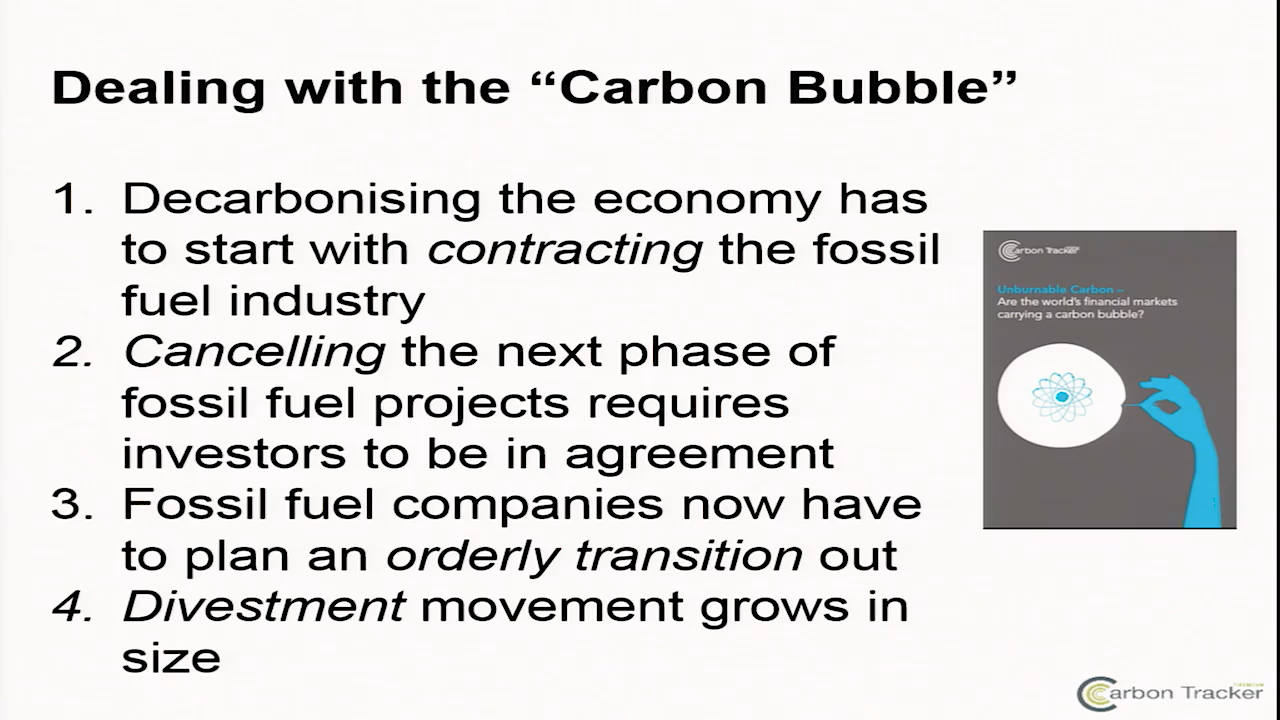 Dealing with the “Carbon Bubble”
1. Decarbonising the economy has
to start with contracting the fossil
fuel industry
2. Cancelling the next phase of
fossil fuel projects requires
investors to be in agreement
3. Fossil fuel companies now have
to plan an orderly transition out
4. Divestment movement grows in
size
Carbon Tracker
Unburnable Carbon –
Are the world's financial markets
carrying a carbon bubble?
Carbon Tracker